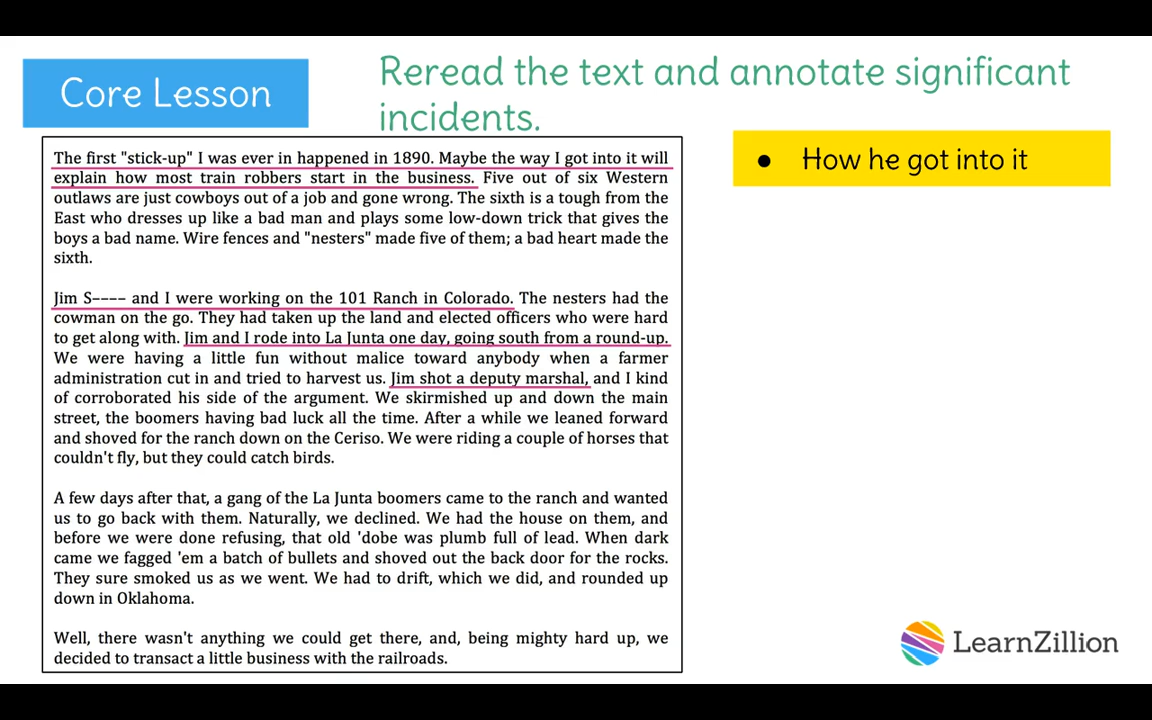 Core Lesson
Reread the text and annotate significant
incidents.
The first "stick-up" I was ever in happened in 1890. Maybe the way I got into it will
explain how most train robbers start in the business. Five out of six Western
outlaws are just cowboys out of a job and gone wrong. The sixth is a tough from the
East who dresses up like a bad man and plays some low-down trick that gives the
boys a bad name. Wire fences and "nesters" made five of them; a bad heart made the
sixth.
Jim S---- and I were working on the 101 Ranch in Colorado. The nesters had the
cowman on the go. They had taken up the land and elected officers who were hard
to get along with. Jim and I rode into La Junta one day, going south from a round-up.
We were having a little fun without malice toward anybody when a farmer
administration cut in and tried to harvest us. Jim shot a deputy marshal, and I kind
of corroborated his side of the argument. We skirmished up and down the main
street, the boomers having bad luck all the time. After a while we leaned forward
and shoved for the ranch down on the Ceriso. We were riding a couple of horses that
couldn't fly, but they could catch birds.
A few days after that, a gang of the La Junta boomers came to the ranch and wanted
us to go back with them. Naturally, we declined. We had the house on them, and
before we were done refusing, that old 'dobe was plumb full of lead. When dark
came we fagged 'em a batch of bullets and shoved out the back door for the rocks.
They sure smoked us as we went. We had to drift, which we did, and rounded up
down in Oklahoma.
Well, there wasn't anything we could get there, and, being mighty hard up, we
decided to transact a little business with the railroads.
● How he got into it
LearnZillion